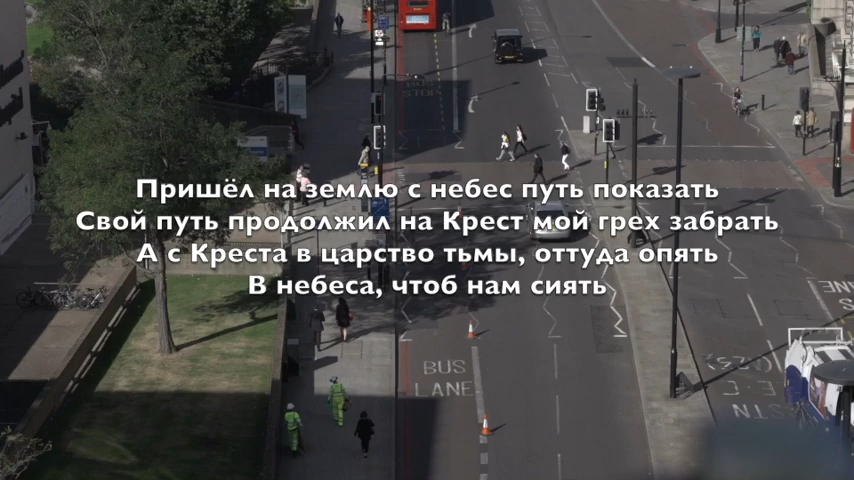 Пришёл на землю с небес путь показать
Свой путь продолжил на Крест мой грех забрать
А с Креста в царство тьмы, оттуда опять
В небеса, чтоб нам сиять
BUS
LANE